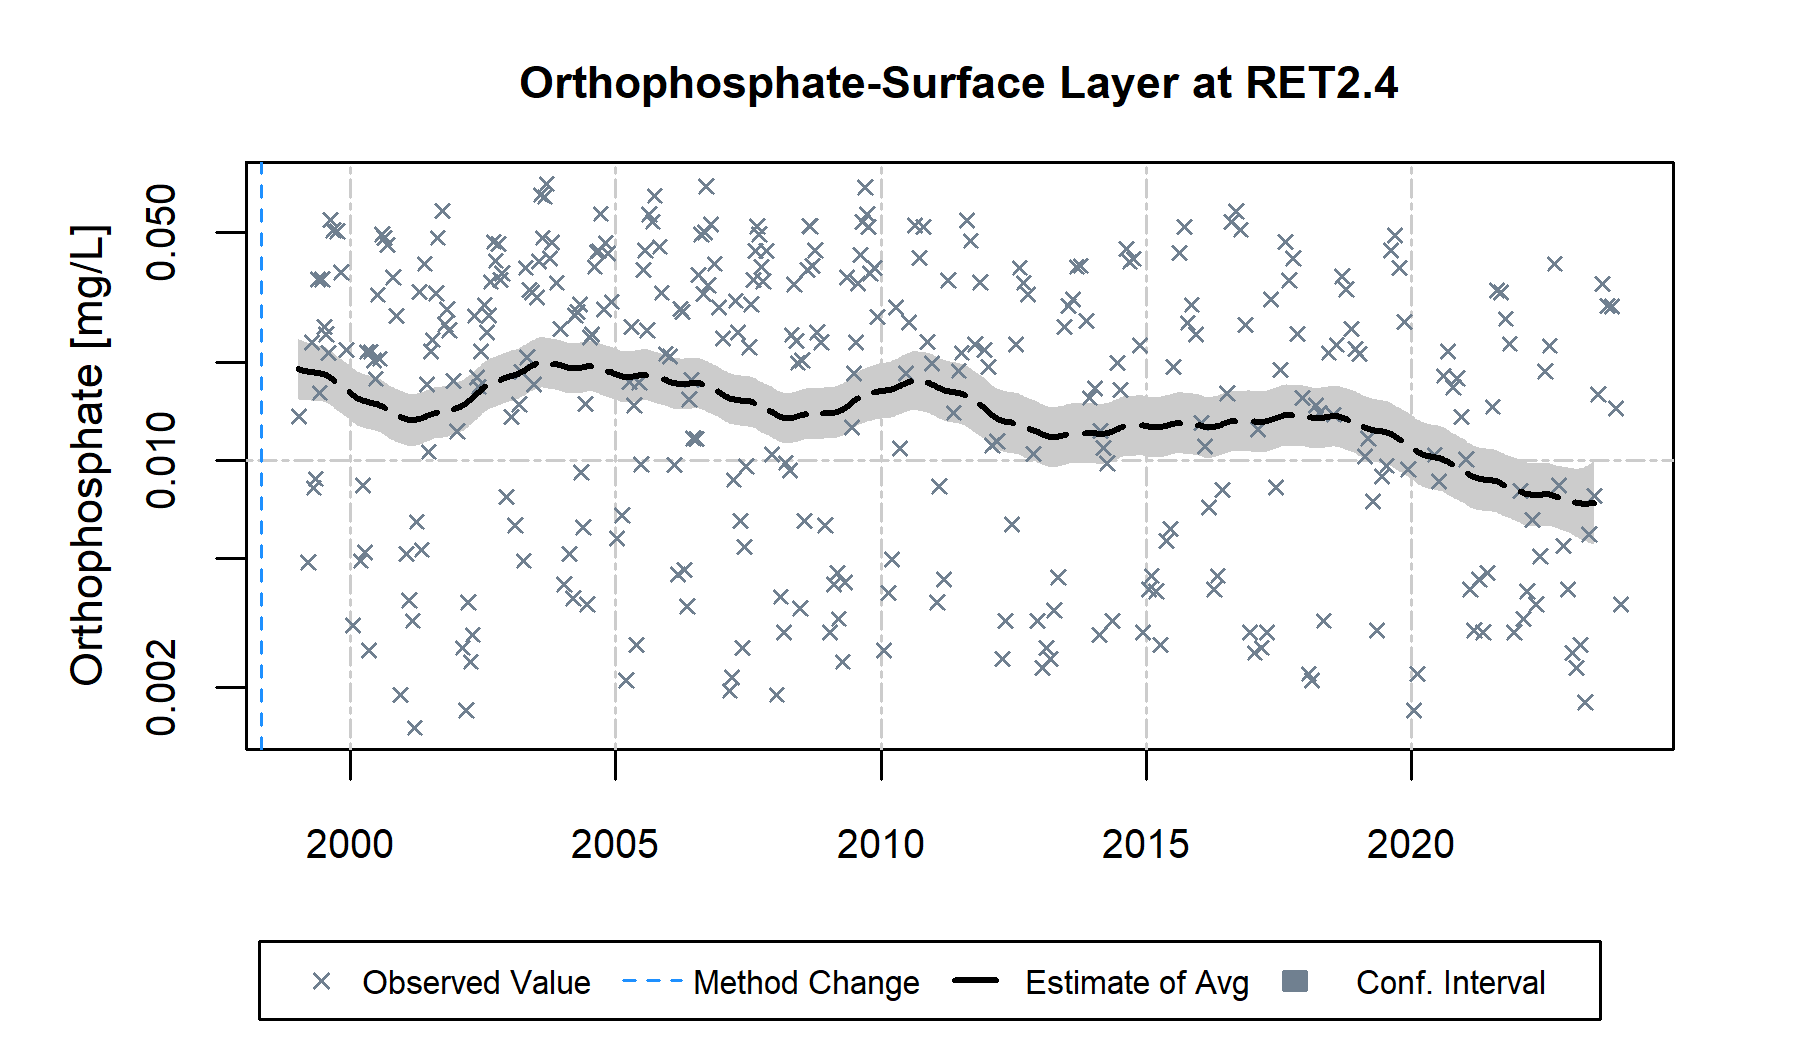 Orthophosphate-Surface Layer at RET2.4
Orthophosphate [mg/L]
0.050
0.010
0.002
2000 2005 2010 2015 2020
Observed Value Method Change Estimate of Avg Conf. Interval